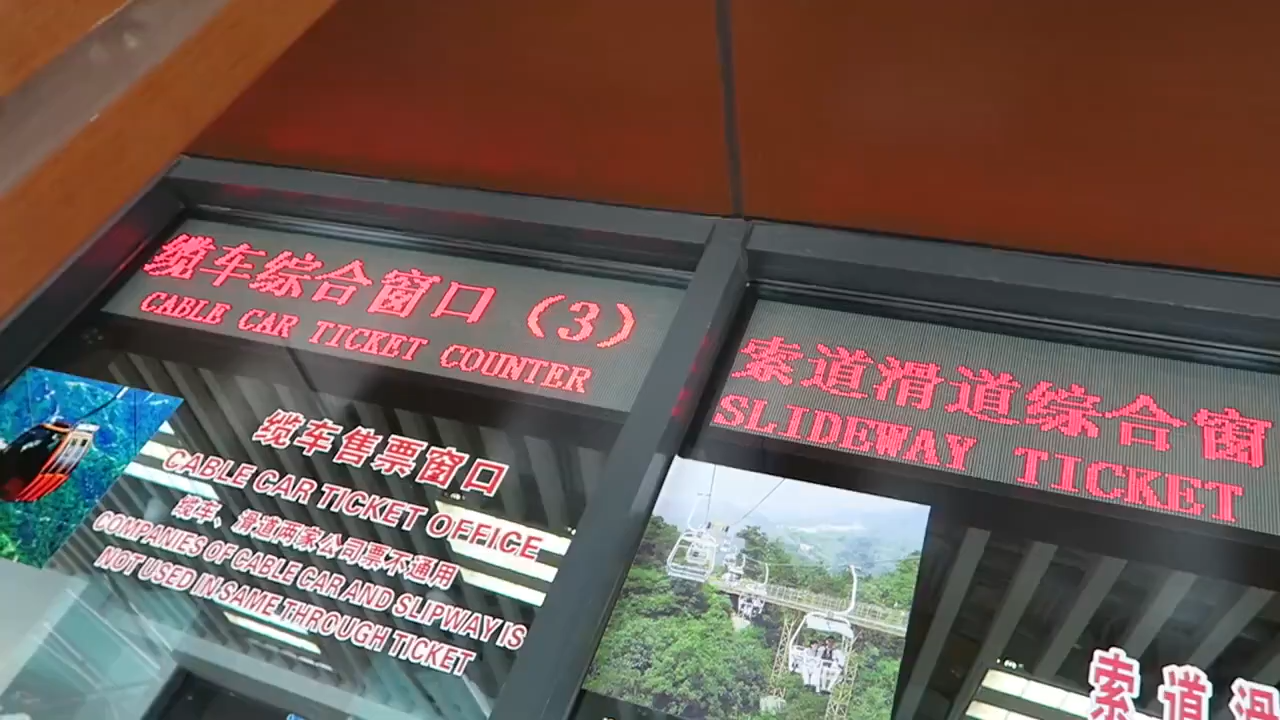 缆车综合窗口（3）
CABLE CAR TICKET COUNTER
缆车售票窗口
CABLE CAR TICKET OFFICE
缆车、滑道两家公司票不通用
COMPANIES OF CABLE CAR AND SLIPWAY IS
NOT USED IN SAME THROUGH TICKET
索道滑道综合窗
SLIDEWAY TICKET
索道滑